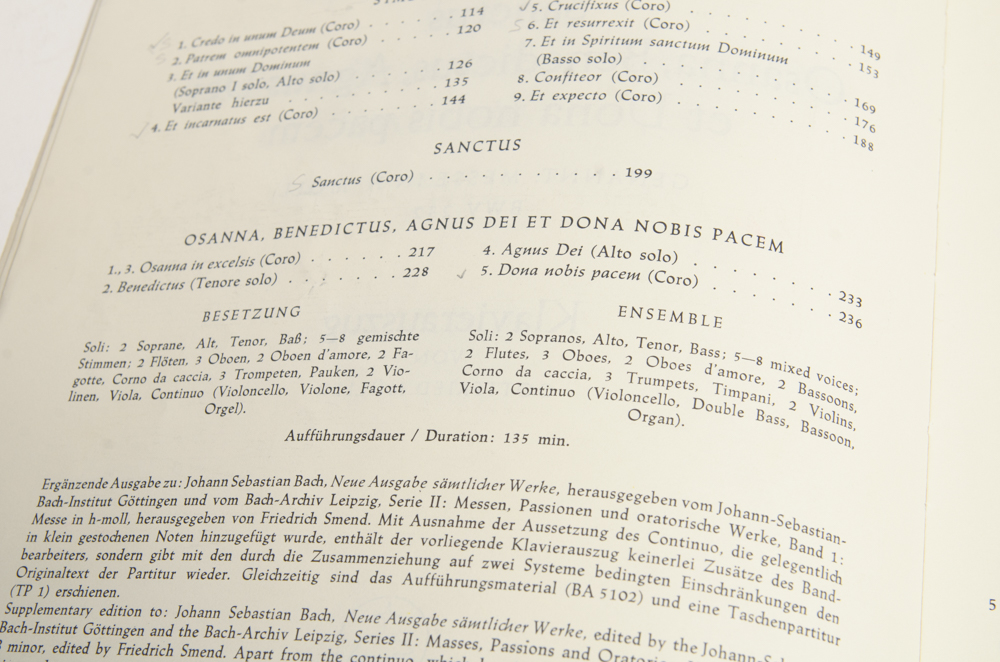 1. Credo in unum Deum (Coro) . . . . . 114
2. Patrem omnipotentem (Coro) . . . . 120
3. Et in unum Dominum
(Soprano I solo, Alto solo) . . . . . . 126
Variante hierzu . . . . . . . . . . . 135
4. Et incarnatus est (Coro) . . . . . . . 144
5. Crucifixus (Coro) . . . . . . . . . . 149
6. Et resurrexit (Coro) . . . . . . . . . 153
7. Et in Spiritum sanctum Dominum
(Basso solo) . . . . . . . . . . . . 169
8. Confiteor (Coro) . . . . . . . . . . 176
9. Et expecto (Coro) . . . . . . . . . . 188
SANCTUS
Sanctus (Coro) . . . . . . . . . . . 199
OSANNA, BENEDICTUS, AGNUS DEI ET DONA NOBIS PACEM
1., 3. Osanna in excelsis (Coro) . . . . . . 217
2. Benedictus (Tenore solo) . . . . . . . 228
4. Agnus Dei (Alto solo) . . . . . . . . 233
5. Dona nobis pacem (Coro) . . . . . . . 236
BESETZUNG
Soli: 2 Soprane, Alt, Tenor, Baß; 5—8 gemischte
Stimmen; 2 Flöten, 3 Oboen, 2 Oboen d'amore, 2 Fa-
gotte, Corno da caccia, 3 Trompeten, Pauken, 2 Vio-
linen, Viola, Continuo (Violoncello, Violone, Fagott,
Orgel).
ENSEMBLE
Soli: 2 Sopranos, Alto, Tenor, Bass; 5—8 mixed voices;
2 Flutes, 3 Oboes, 2 Oboes d'amore, 2 Bassoons,
Corno da caccia, 3 Trumpets, Timpani, 2 Violins,
Viola, Continuo (Violoncello, Double Bass, Bassoon,
Organ).
Aufführungsdauer / Duration: 135 min.
Ergänzende Ausgabe zu: Johann Sebastian Bach, Neue Ausgabe sämtlicher Werke, herausgegeben vom Johann-Sebastian-
Bach-Institut Göttingen und vom Bach-Archiv Leipzig, Serie II: Messen, Passionen und oratorische Werke, Band 1:
Messe in h-moll, herausgegeben von Friedrich Smend. Mit Ausnahme der Aussetzung des Continuo, die gelegentlich
in klein gestochenen Noten hinzugefügt wurde, enthält der vorliegende Klavierauszug keinerlei Zusätze des Band-
bearbeiters, sondern gibt mit den durch die Zusammenziehung auf zwei Systeme bedingten Einschränkungen den
Originaltext der Partitur wieder. Gleichzeitig sind das Aufführungsmaterial (BA 5102) und eine Taschenpartitur
(TP 1) erschienen.
Supplementary edition to: Johann Sebastian Bach, Neue Ausgabe sämtlicher Werke, edited by the Johann-
Bach-Institut Göttingen and the Bach-Archiv Leipzig, Series II: Masses, Passions and
minor, edited by Friedrich Smend. Apart from the continuo,
5